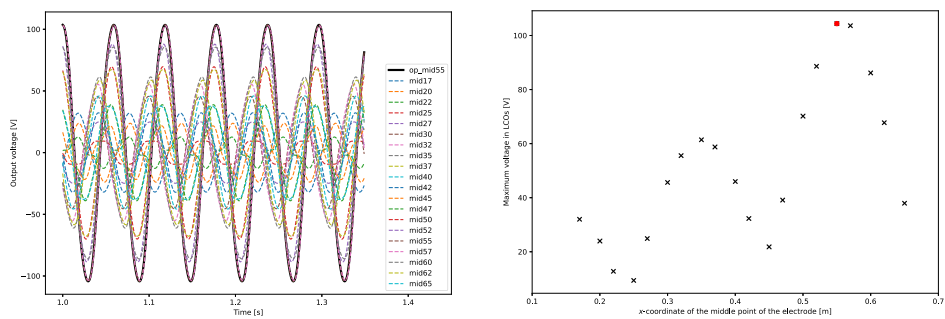 100
50
0
−50
−100
Output voltage [V]
1.0
1.1
1.2
1.3
1.4
Time [s]
op_mid55
mid17
mid20
mid22
mid25
mid27
mid30
mid32
mid35
mid37
mid40
mid42
mid45
mid47
mid50
mid52
mid55
mid57
mid60
mid62
mid65
100
80
60
40
20
Maximum voltage in LCOs [V]
0.1
0.2
0.3
0.4
0.5
0.6
0.7
x-coordinate of the middle point of the electrode [m]